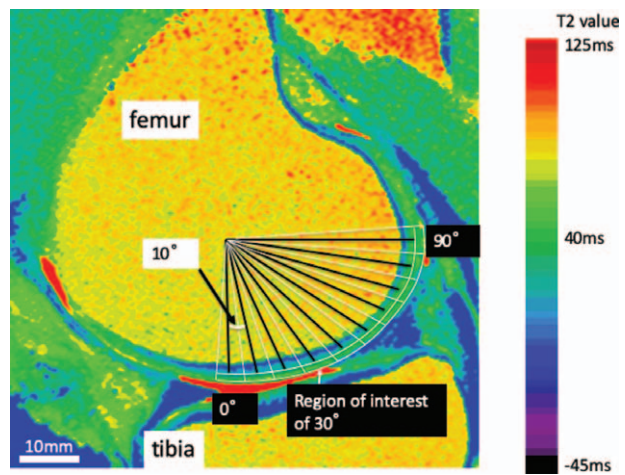 T2 value
125ms
femur
10°
90°
40ms
0°
Region of interest
of 30°
10mm
tibia
-45ms